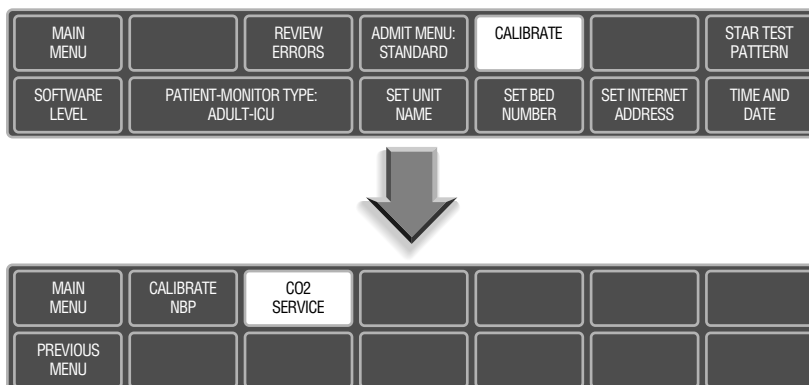 MAIN
MENU
REVIEW
ERRORS
ADMIT MENU:
STANDARD
CALIBRATE
STAR TEST
PATTERN
SOFTWARE
LEVEL
PATIENT-MONITOR TYPE:
ADULT-ICU
SET UNIT
NAME
SET BED
NUMBER
SET INTERNET
ADDRESS
TIME AND
DATE
MAIN
MENU
CALIBRATE
NBP
CO2
SERVICE
PREVIOUS
MENU